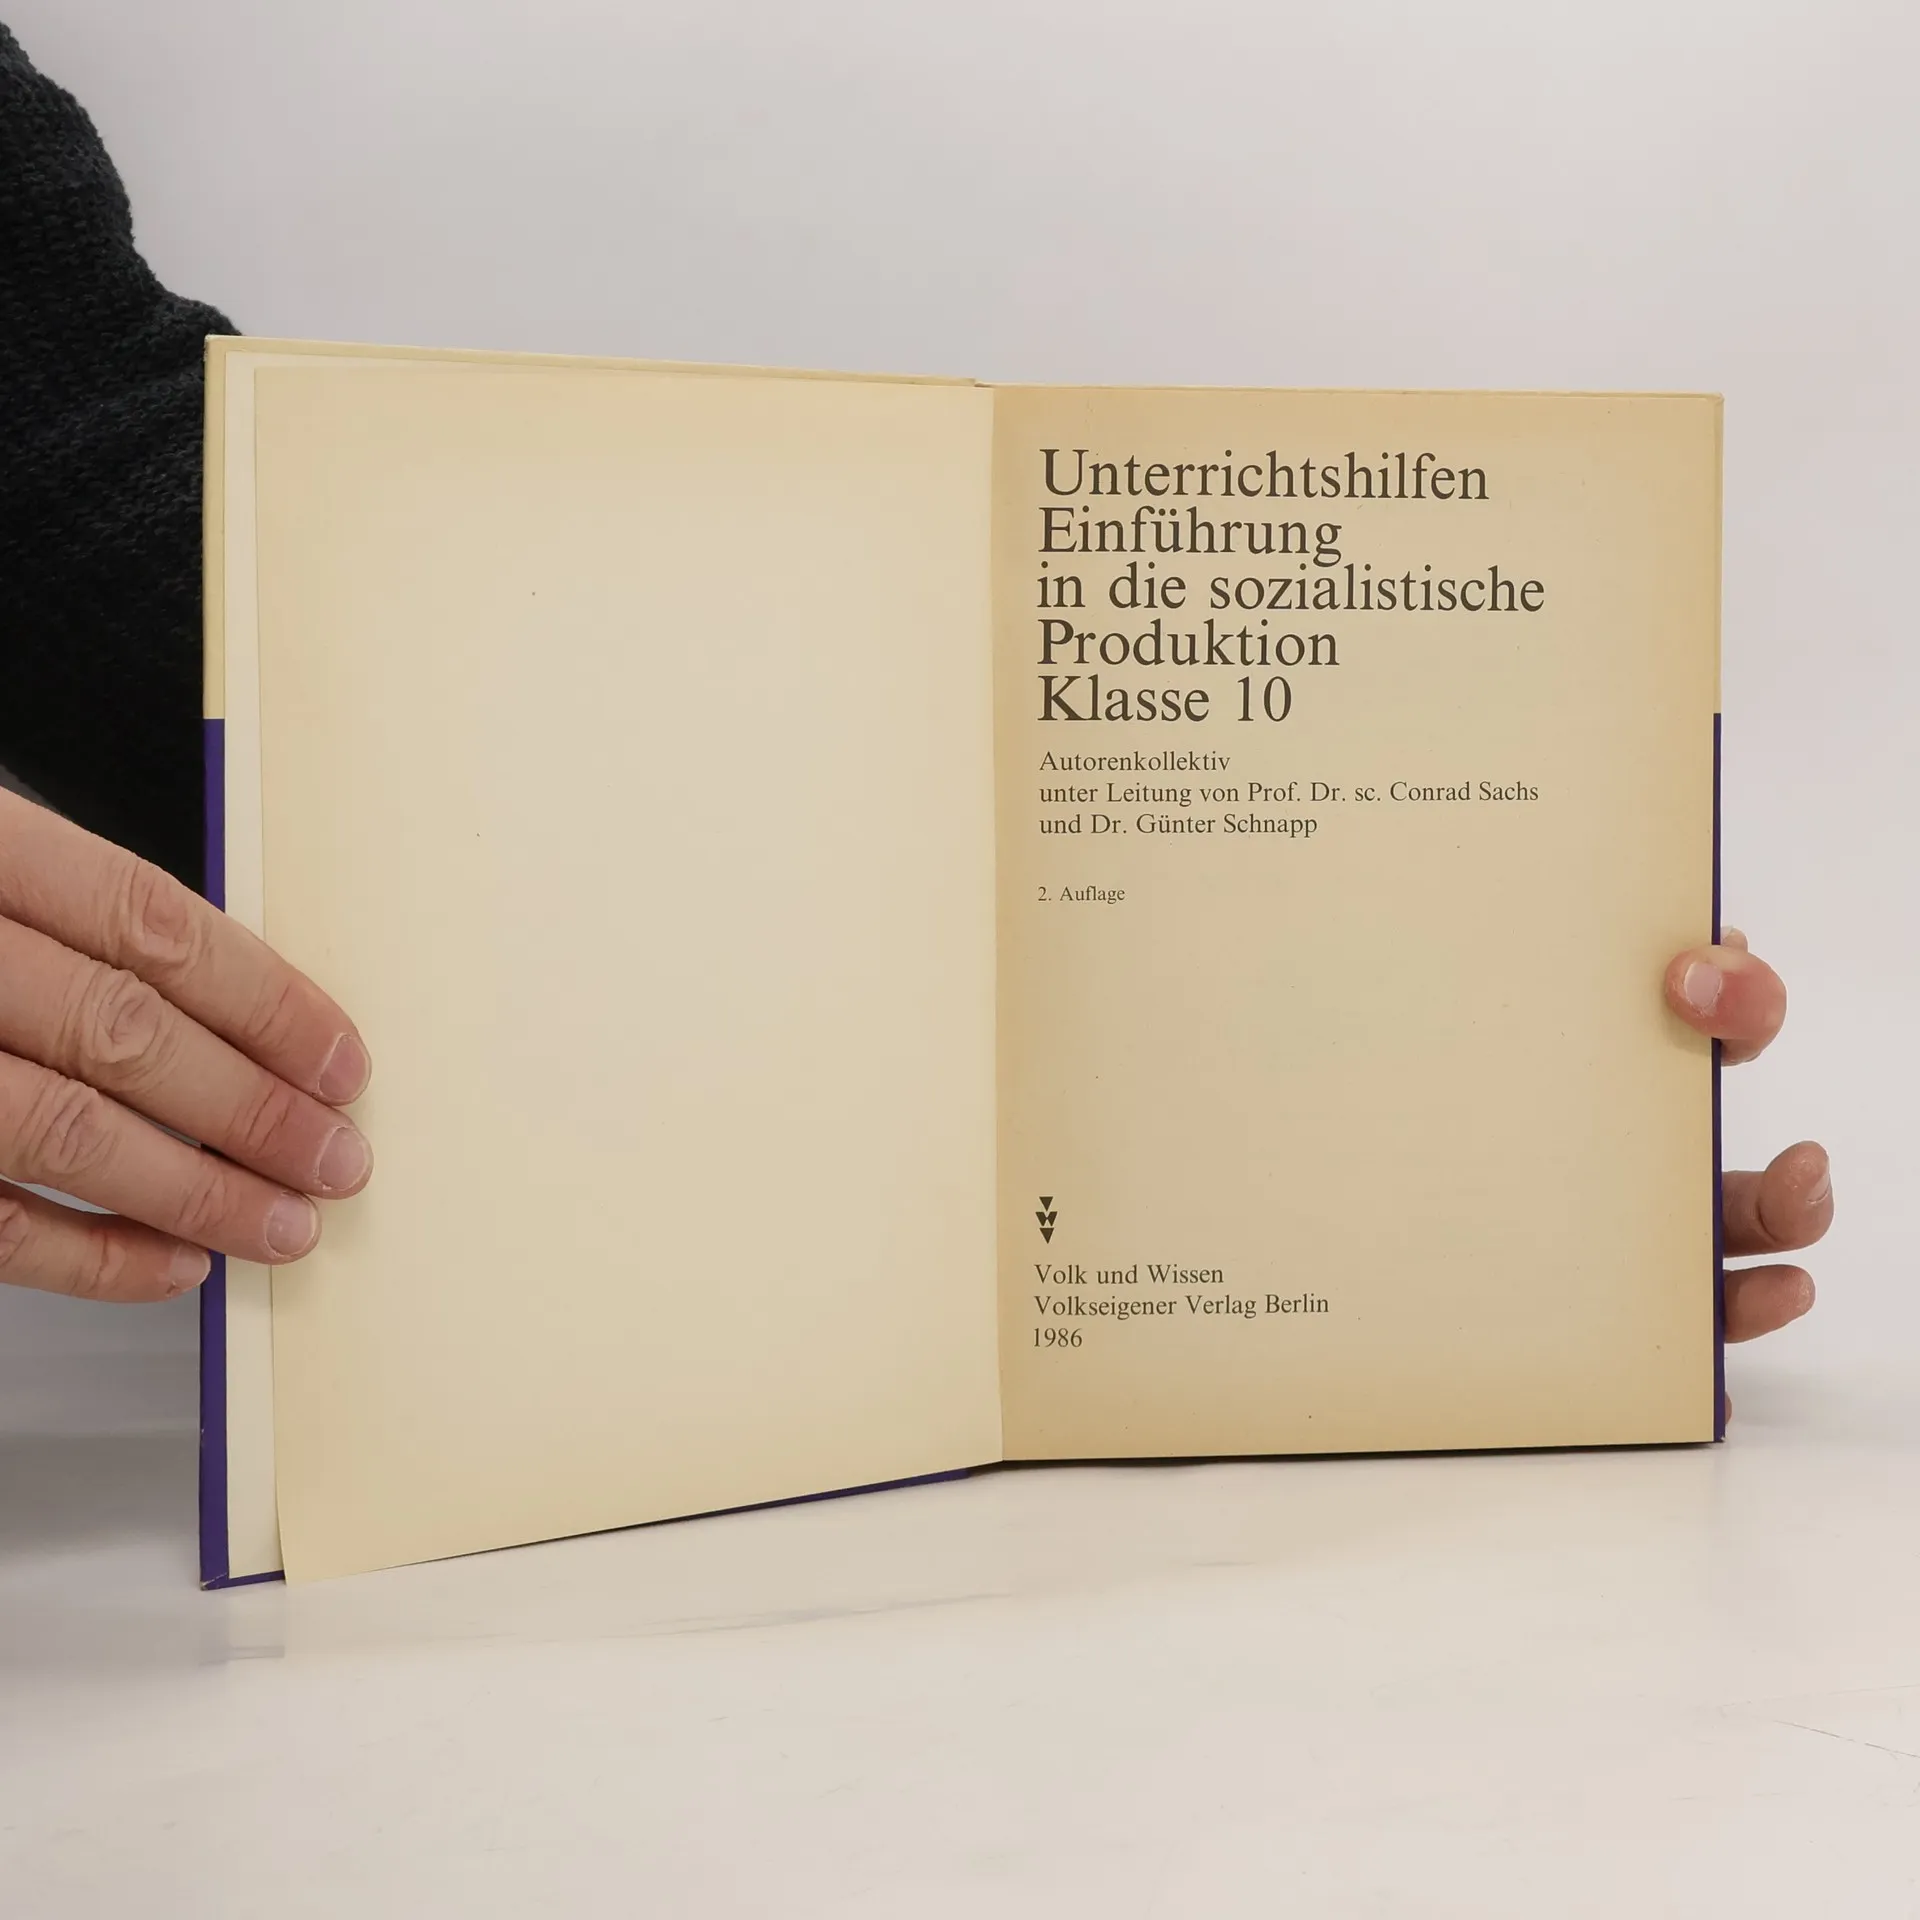 Unterrichtshilfen
Einführung
in die sozialistische
Produktion
Klasse 10
Autorenkollektiv
unter Leitung von Prof. Dr. sc. Conrad Sachs
und Dr. Günter Schnapp
2. Auflage
Volk und Wissen
Volkseigener Verlag Berlin
1986